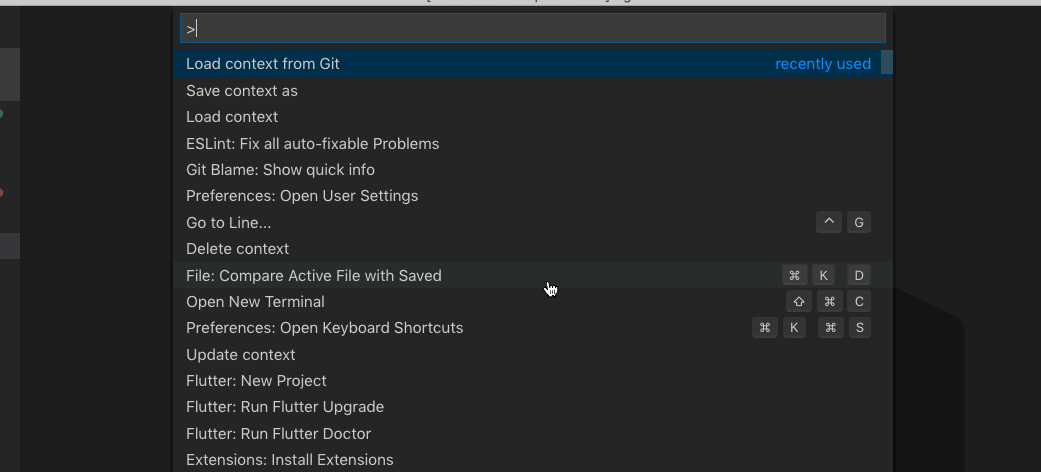 >
Load context from Git recently used
Save context as
Load context
ESLint: Fix all auto-fixable Problems
Git Blame: Show quick info
Preferences: Open User Settings
Go to Line... ^ G
Delete context
File: Compare Active File with Saved ⌘ K D
Open New Terminal ⇧ ⌘ C
Preferences: Open Keyboard Shortcuts ⌘ K ⌘ S
Update context
Flutter: New Project
Flutter: Run Flutter Upgrade
Flutter: Run Flutter Doctor
Extensions: Install Extensions